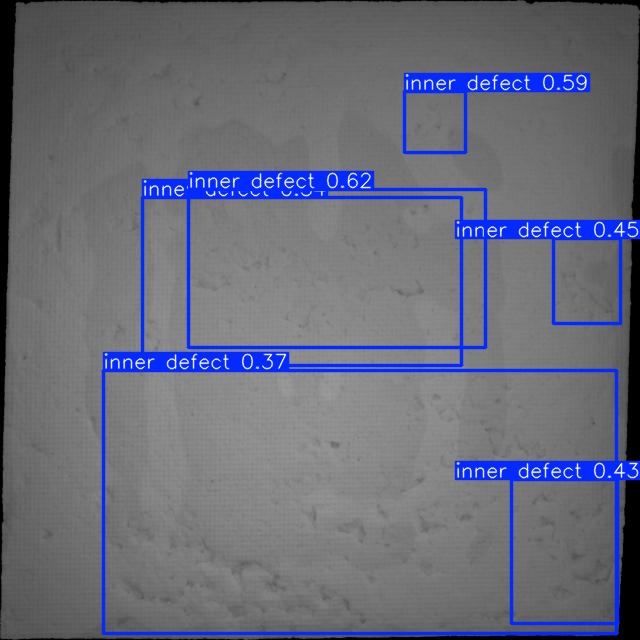 inner defect 0.59
inner defect 0.62
inner defect 0.45
inner defect 0.37
inner defect 0.43